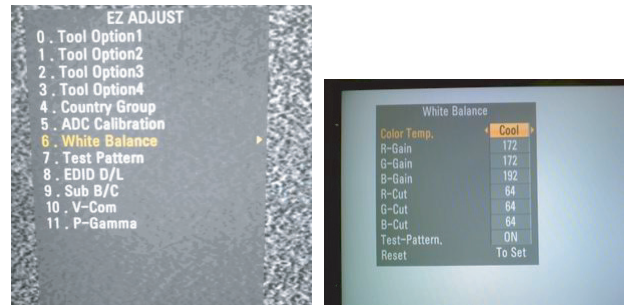 EZ ADJUST
0 . Tool Option1
1 . Tool Option2
2 . Tool Option3
3 . Tool Option4
4 . Country Group
5 . ADC Calibration
6 . White Balance
7 . Test Pattern
8 . EDID D/L
9 . Sub B/C
10 . V-Com
11 . P-Gamma
White Balance
Color Temp. Cool
R-Gain 172
G-Gain 172
B-Gain 192
R-Cut 64
G-Cut 64
B-Cut 64
Test-Pattern. ON
Reset To Set